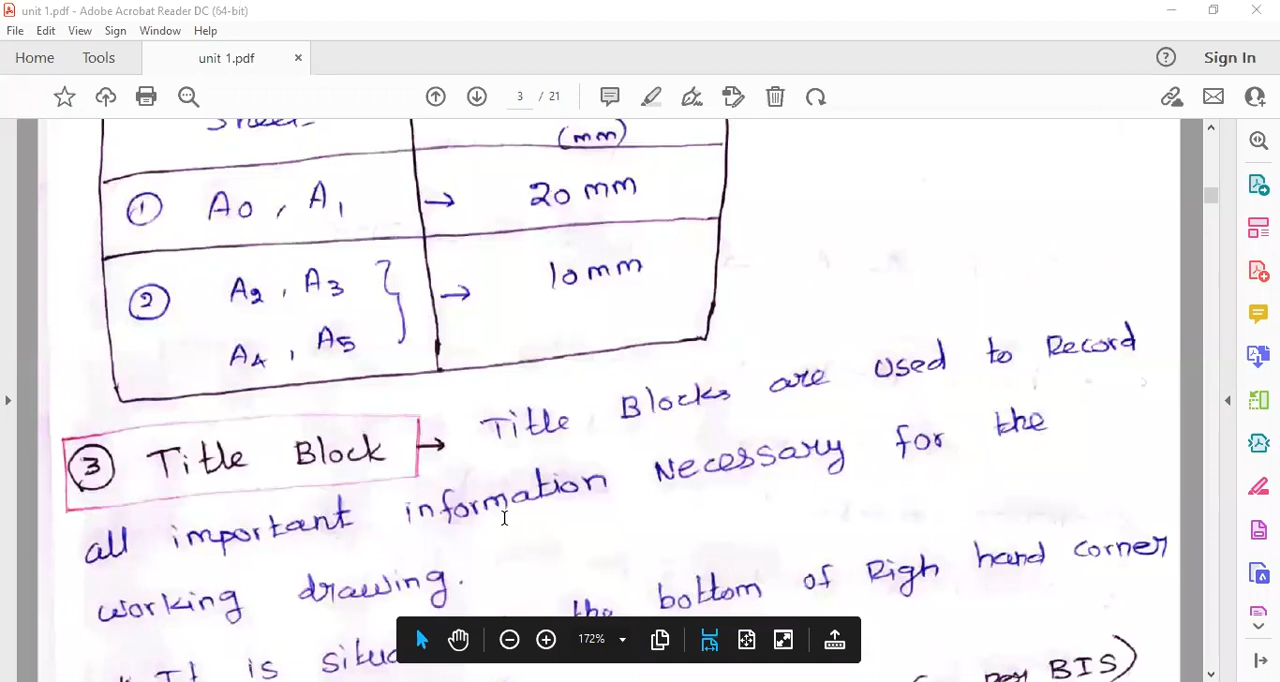 unit 1.pdf - Adobe Acrobat Reader DC (64-bit)
File Edit View Sign Window Help
Home Tools unit 1.pdf × Sign In
3 / 21
(mm)
① A0 , A1 → 20 mm
② A2 , A3 → 10 mm
A4 , A5
③ Title Block → Title Blocks are used to Record
all important information Necessary for the
working drawing.
the bottom of Righ hand corner
It is
per BIS)
172%